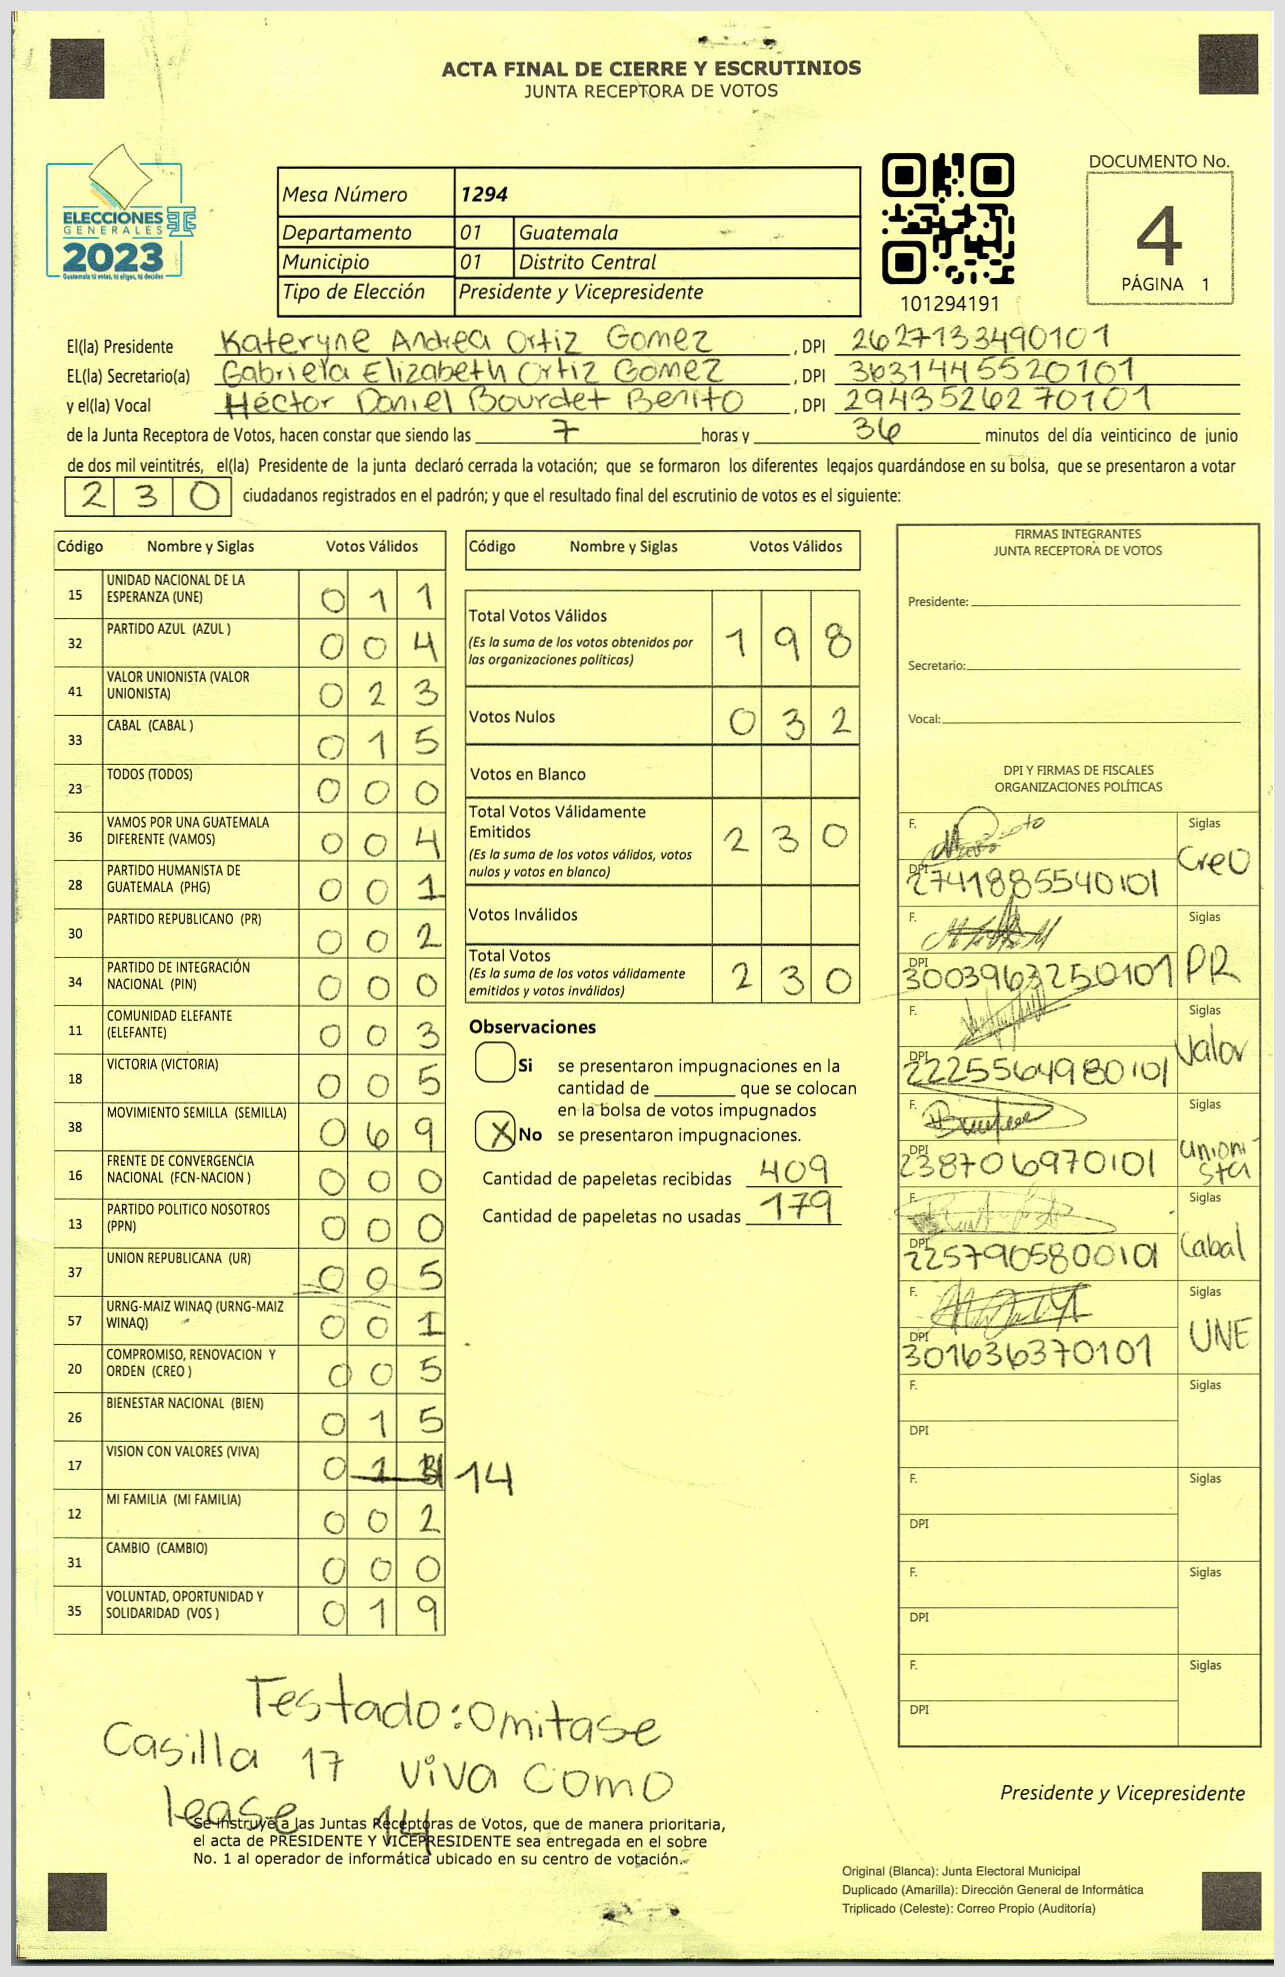 ACTA FINAL DE CIERRE Y ESCRUTINIOS
JUNTA RECEPTORA DE VOTOS
ELECCIONES
GENERALES
2023
Guatemala tú votas, tú eliges, tú decides
Mesa Número 1294
Departamento 01 Guatemala
Municipio 01 Distrito Central
Tipo de Elección Presidente y Vicepresidente
101294191
DOCUMENTO No.
4
PÁGINA 1
El(la) Presidente Kateryne Andrea Ortiz Gomez , DPI 2627133490101
EL(la) Secretario(a) Gabriela Elizabeth Ortiz Gomez , DPI 3631445520101
y el(la) Vocal Héctor Daniel Bourdet Benito , DPI 2943526270101
de la Junta Receptora de Votos, hacen constar que siendo las 7 horas y 36 minutos del día veinticinco de junio
de dos mil veintitrés, el(la) Presidente de la junta declaró cerrada la votación; que se formaron los diferentes legajos guardándose en su bolsa, que se presentaron a votar
230 ciudadanos registrados en el padrón; y que el resultado final del escrutinio de votos es el siguiente:
Código Nombre y Siglas Votos Válidos
15 UNIDAD NACIONAL DE LA ESPERANZA (UNE) 0 1 1
32 PARTIDO AZUL (AZUL ) 0 0 4
41 VALOR UNIONISTA (VALOR UNIONISTA) 0 2 3
33 CABAL (CABAL ) 0 1 5
23 TODOS (TODOS) 0 0 0
36 VAMOS POR UNA GUATEMALA DIFERENTE (VAMOS) 0 0 4
28 PARTIDO HUMANISTA DE GUATEMALA (PHG) 0 0 1
30 PARTIDO REPUBLICANO (PR) 0 0 2
34 PARTIDO DE INTEGRACIÓN NACIONAL (PIN) 0 0 0
11 COMUNIDAD ELEFANTE (ELEFANTE) 0 0 3
18 VICTORIA (VICTORIA) 0 0 5
38 MOVIMIENTO SEMILLA (SEMILLA) 0 6 9
16 FRENTE DE CONVERGENCIA NACIONAL (FCN-NACION ) 0 0 0
13 PARTIDO POLITICO NOSOTROS (PPN) 0 0 0
37 UNION REPUBLICANA (UR) 0 0 5
57 URNG-MAIZ WINAQ (URNG-MAIZ WINAQ) 0 0 1
20 COMPROMISO, RENOVACION Y ORDEN (CREO ) 0 0 5
26 BIENESTAR NACIONAL (BIEN) 0 1 5
17 VISION CON VALORES (VIVA) 0 1 14
12 MI FAMILIA (MI FAMILIA) 0 0 2
31 CAMBIO (CAMBIO) 0 0 0
35 VOLUNTAD, OPORTUNIDAD Y SOLIDARIDAD (VOS ) 0 1 9
Código Nombre y Siglas Votos Válidos
Total Votos Válidos 1 9 8
(Es la suma de los votos obtenidos por
las organizaciones políticas)
Votos Nulos 0 3 2
Votos en Blanco
Total Votos Válidamente
Emitidos 2 3 0
(Es la suma de los votos válidos, votos
nulos y votos en blanco)
Votos Inválidos
Total Votos 2 3 0
(Es la suma de los votos válidamente
emitidos y votos inválidos)
Observaciones
Si se presentaron impugnaciones en la
cantidad de que se colocan
en la bolsa de votos impugnados
X No se presentaron impugnaciones.
Cantidad de papeletas recibidas 409
Cantidad de papeletas no usadas 179
FIRMAS INTEGRANTES
JUNTA RECEPTORA DE VOTOS
Presidente:
Secretario:
Vocal:
DPI Y FIRMAS DE FISCALES
ORGANIZACIONES POLÍTICAS
F. Siglas
DPI 2741885540101 Creo
F. Siglas
DPI 3003963250101 PR
F. Siglas
DPI 2225564980101 Valor
F. Siglas
DPI 238706970101 Unionista
F. Siglas
DPI 2257905800101 Cabal
F. Siglas
DPI 301636370101 UNE
F. Siglas
DPI
F. Siglas
DPI
F. Siglas
DPI
F. Siglas
DPI
Testado: Omitase
Casilla 17 viva como
lease 14
Se instruye a las Juntas Receptoras de Votos, que de manera prioritaria,
el acta de PRESIDENTE Y VICEPRESIDENTE sea entregada en el sobre
No. 1 al operador de informática ubicado en su centro de votación.
Presidente y Vicepresidente
Original (Blanca): Junta Electoral Municipal
Duplicado (Amarilla): Dirección General de Informática
Triplicado (Celeste): Correo Propio (Auditoría)